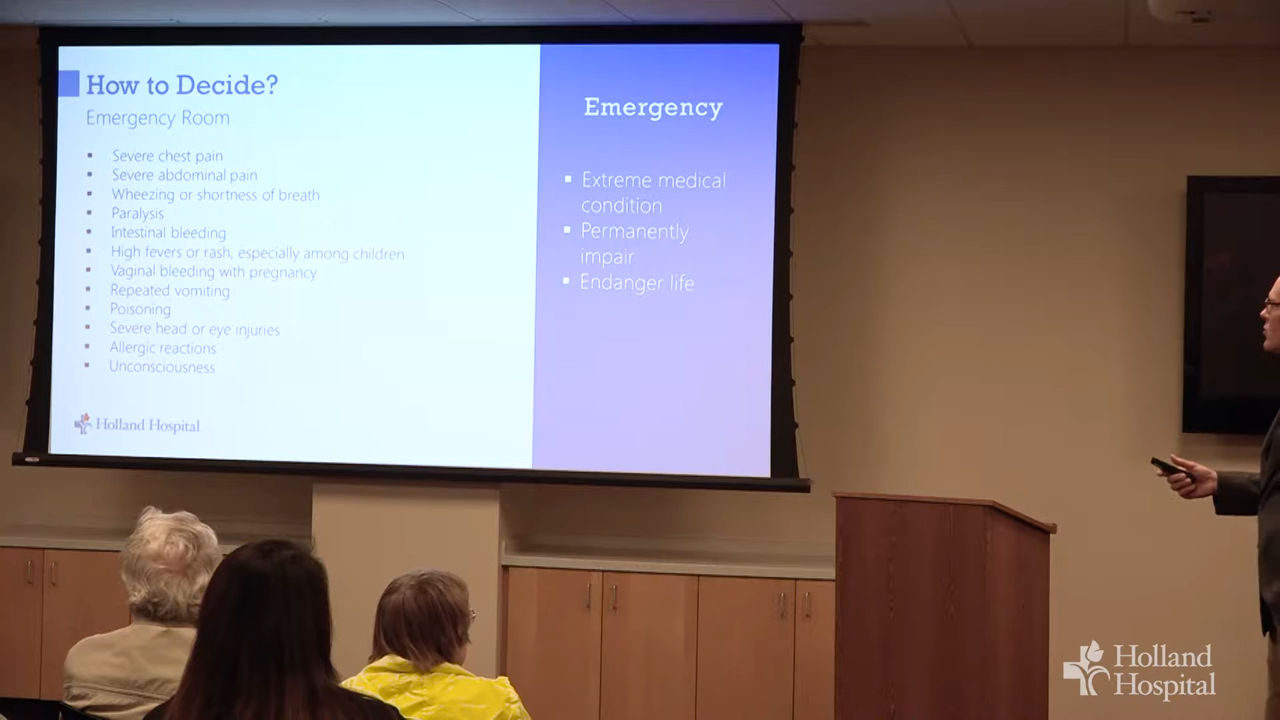 How to Decide?
Emergency Room
▪ Severe chest pain
▪ Severe abdominal pain
▪ Wheezing or shortness of breath
▪ Paralysis
▪ Intestinal bleeding
▪ High fevers or rash, especially among children
▪ Vaginal bleeding with pregnancy
▪ Repeated vomiting
▪ Poisoning
▪ Severe head or eye injuries
▪ Allergic reactions
▪ Unconsciousness
Holland Hospital
Emergency
▪ Extreme medical
condition
▪ Permanently
impair
▪ Endanger life
Holland
Hospital